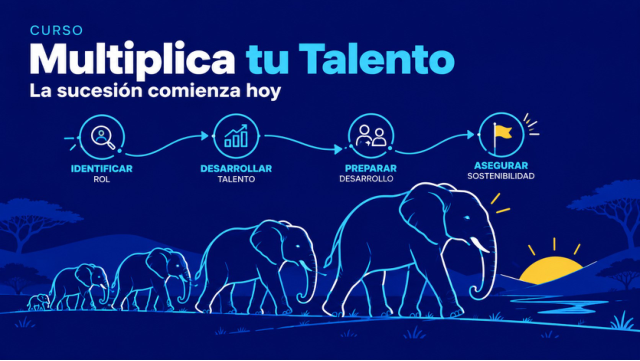 CURSO
Multiplica tu Talento
La sucesión comienza hoy
IDENTIFICAR
ROL
DESARROLLAR
TALENTO
PREPARAR
DESARROLLO
ASEGURAR
SOSTENIBILIDAD